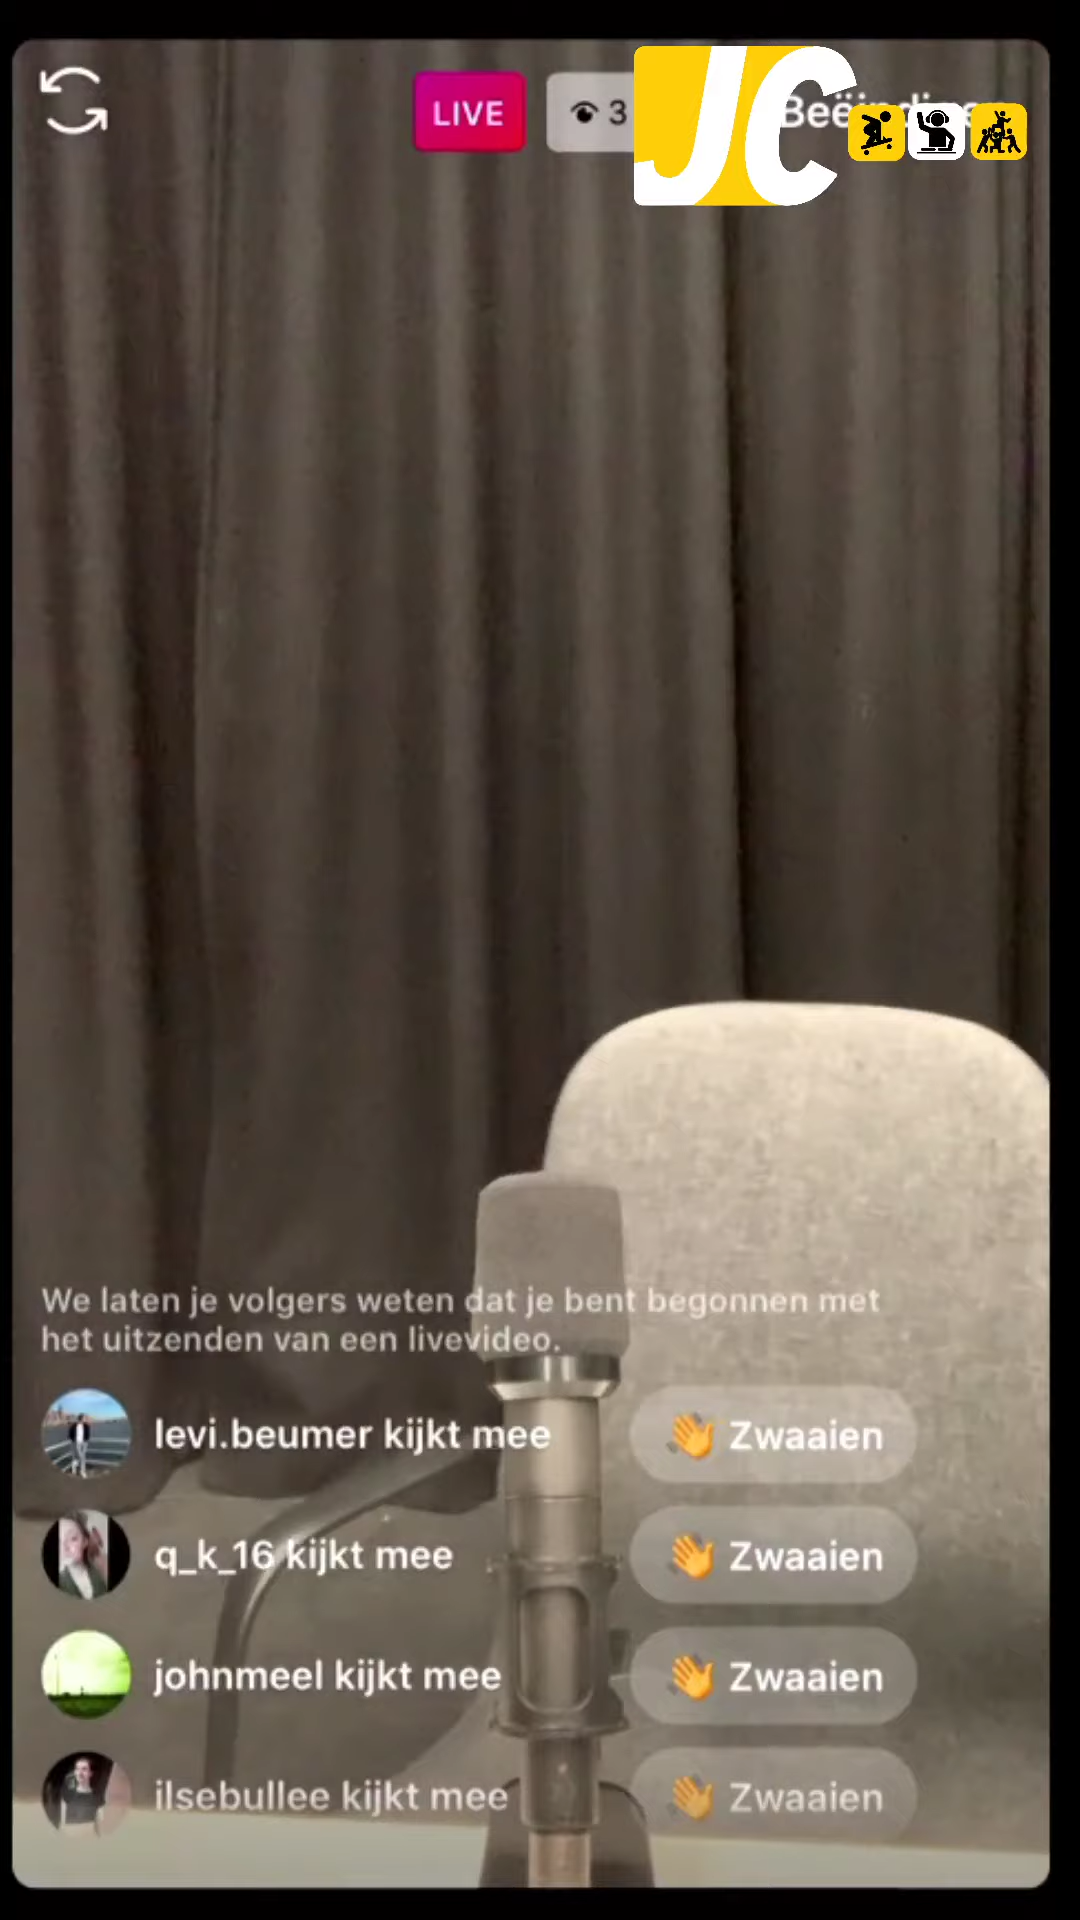 LIVE
3
JC
We laten je volgers weten dat je bent begonnen met
het uitzenden van een livevideo.
levi.beumer kijkt mee
Zwaaien
q_k_16 kijkt mee
Zwaaien
johnmeel kijkt mee
Zwaaien
ilsebullee kijkt mee
Zwaaien